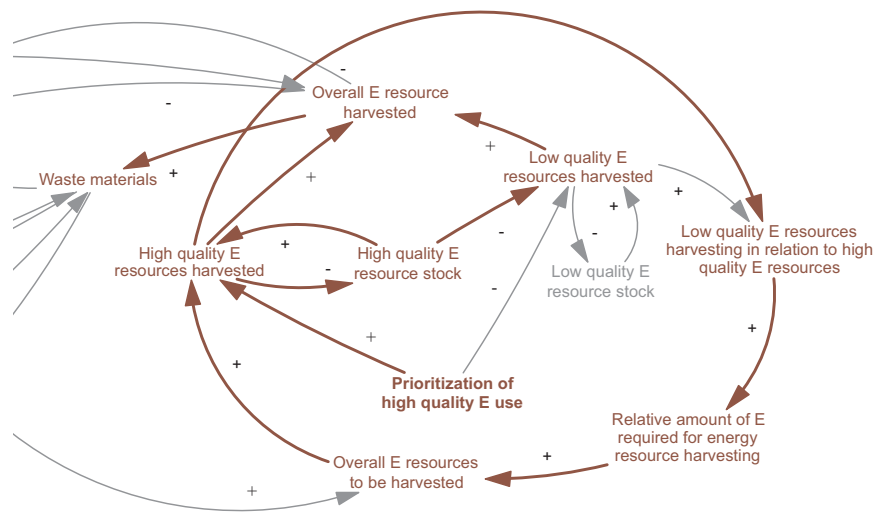 -
Overall E resource
harvested
-
+
Waste materials
+
+
Low quality E
resources harvested
+
+
-
-
High quality E
resources harvested
+
-
High quality E
resource stock
Low quality E
resource stock
Low quality E resources
harvesting in relation to high
quality E resources
-
+
+
+
Prioritization of
high quality E use
Relative amount of E
required for energy
resource harvesting
+
Overall E resources
to be harvested
+